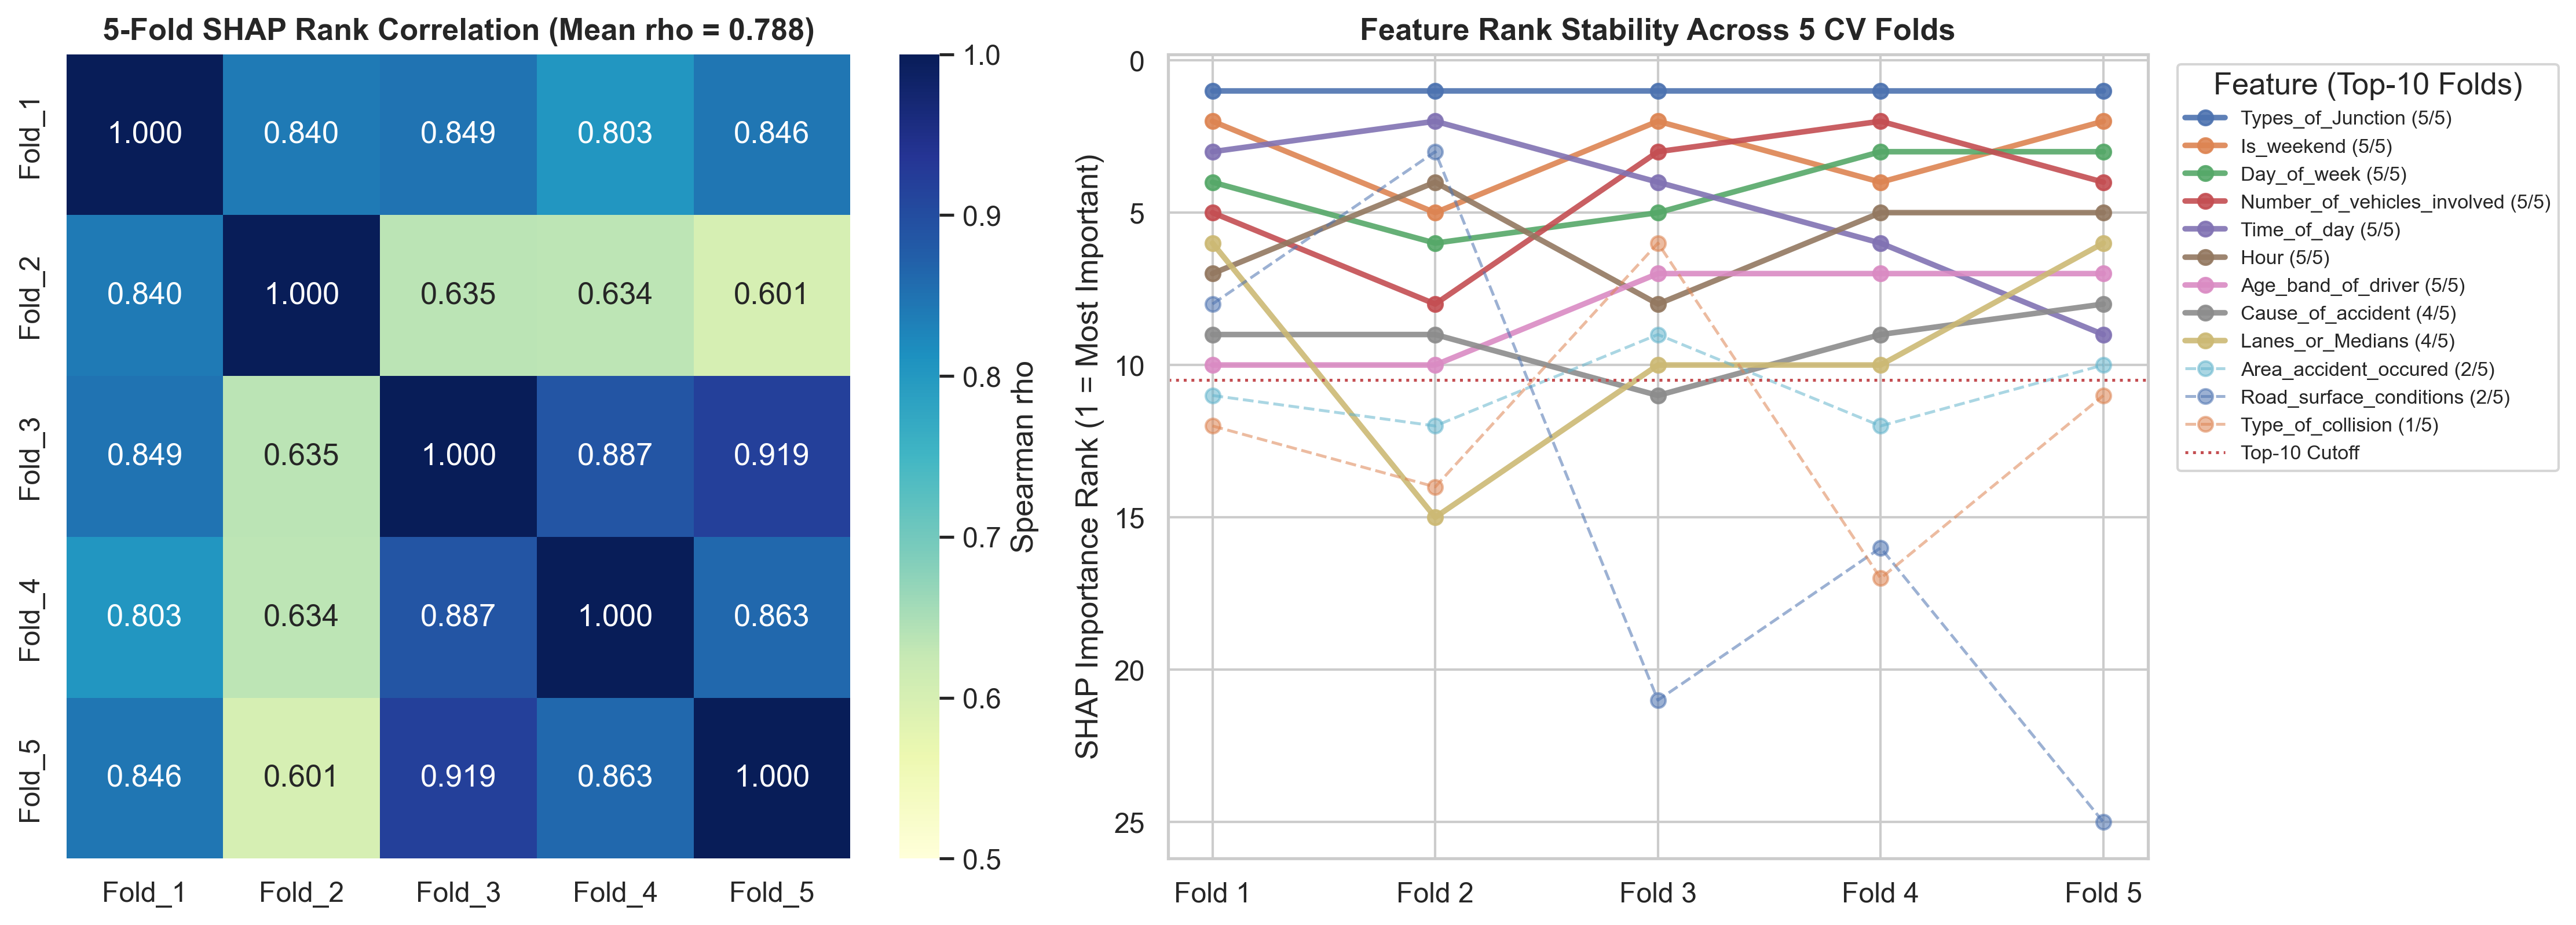 5-Fold SHAP Rank Correlation (Mean rho = 0.788)
Fold_1
1.000 0.840 0.849 0.803 0.846
Fold_2
0.840 1.000 0.635 0.634 0.601
Fold_3
0.849 0.635 1.000 0.887 0.919
Fold_4
0.803 0.634 0.887 1.000 0.863
Fold_5
0.846 0.601 0.919 0.863 1.000
Fold_1 Fold_2 Fold_3 Fold_4 Fold_5
1.0
0.9
0.8
0.7
0.6
0.5
Spearman rho
Feature Rank Stability Across 5 CV Folds
SHAP Importance Rank (1 = Most Important)
0
5
10
15
20
25
Fold 1 Fold 2 Fold 3 Fold 4 Fold 5
Feature (Top-10 Folds)
Types_of_Junction (5/5)
Is_weekend (5/5)
Day_of_week (5/5)
Number_of_vehicles_involved (5/5)
Time_of_day (5/5)
Hour (5/5)
Age_band_of_driver (5/5)
Cause_of_accident (4/5)
Lanes_or_Medians (4/5)
Area_accident_occured (2/5)
Road_surface_conditions (2/5)
Type_of_collision (1/5)
Top-10 Cutoff